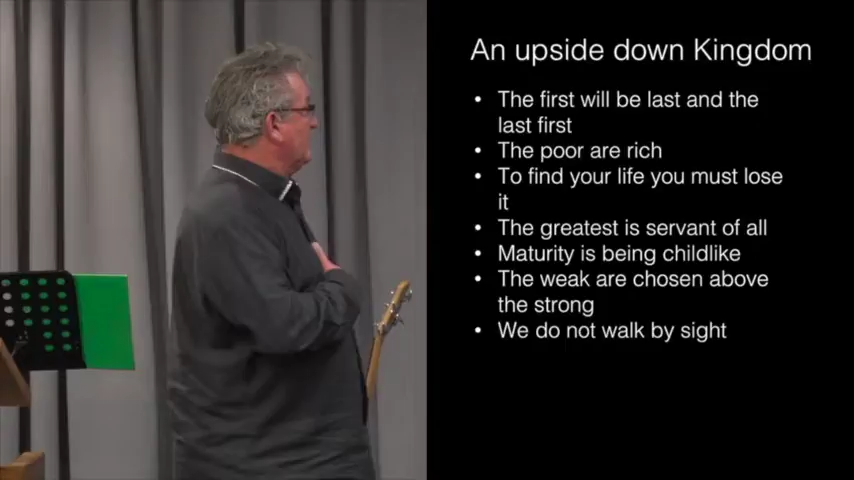 An upside down Kingdom
• The first will be last and the
last first
• The poor are rich
• To find your life you must lose
it
• The greatest is servant of all
• Maturity is being childlike
• The weak are chosen above
the strong
• We do not walk by sight